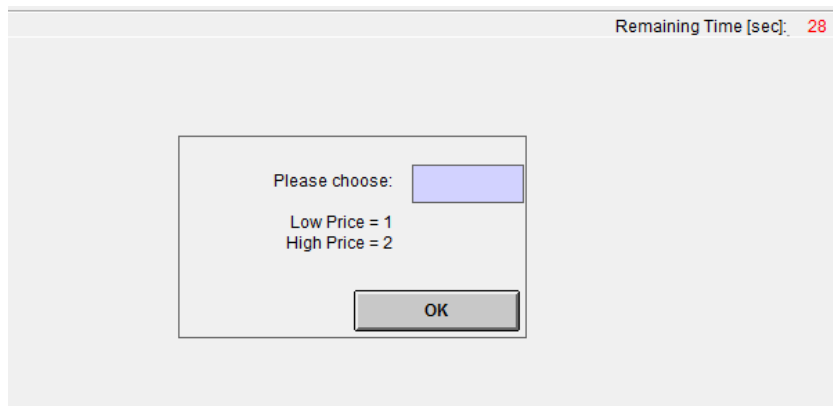 Remaining Time [sec]: 28
Please choose:
Low Price = 1
High Price = 2
OK